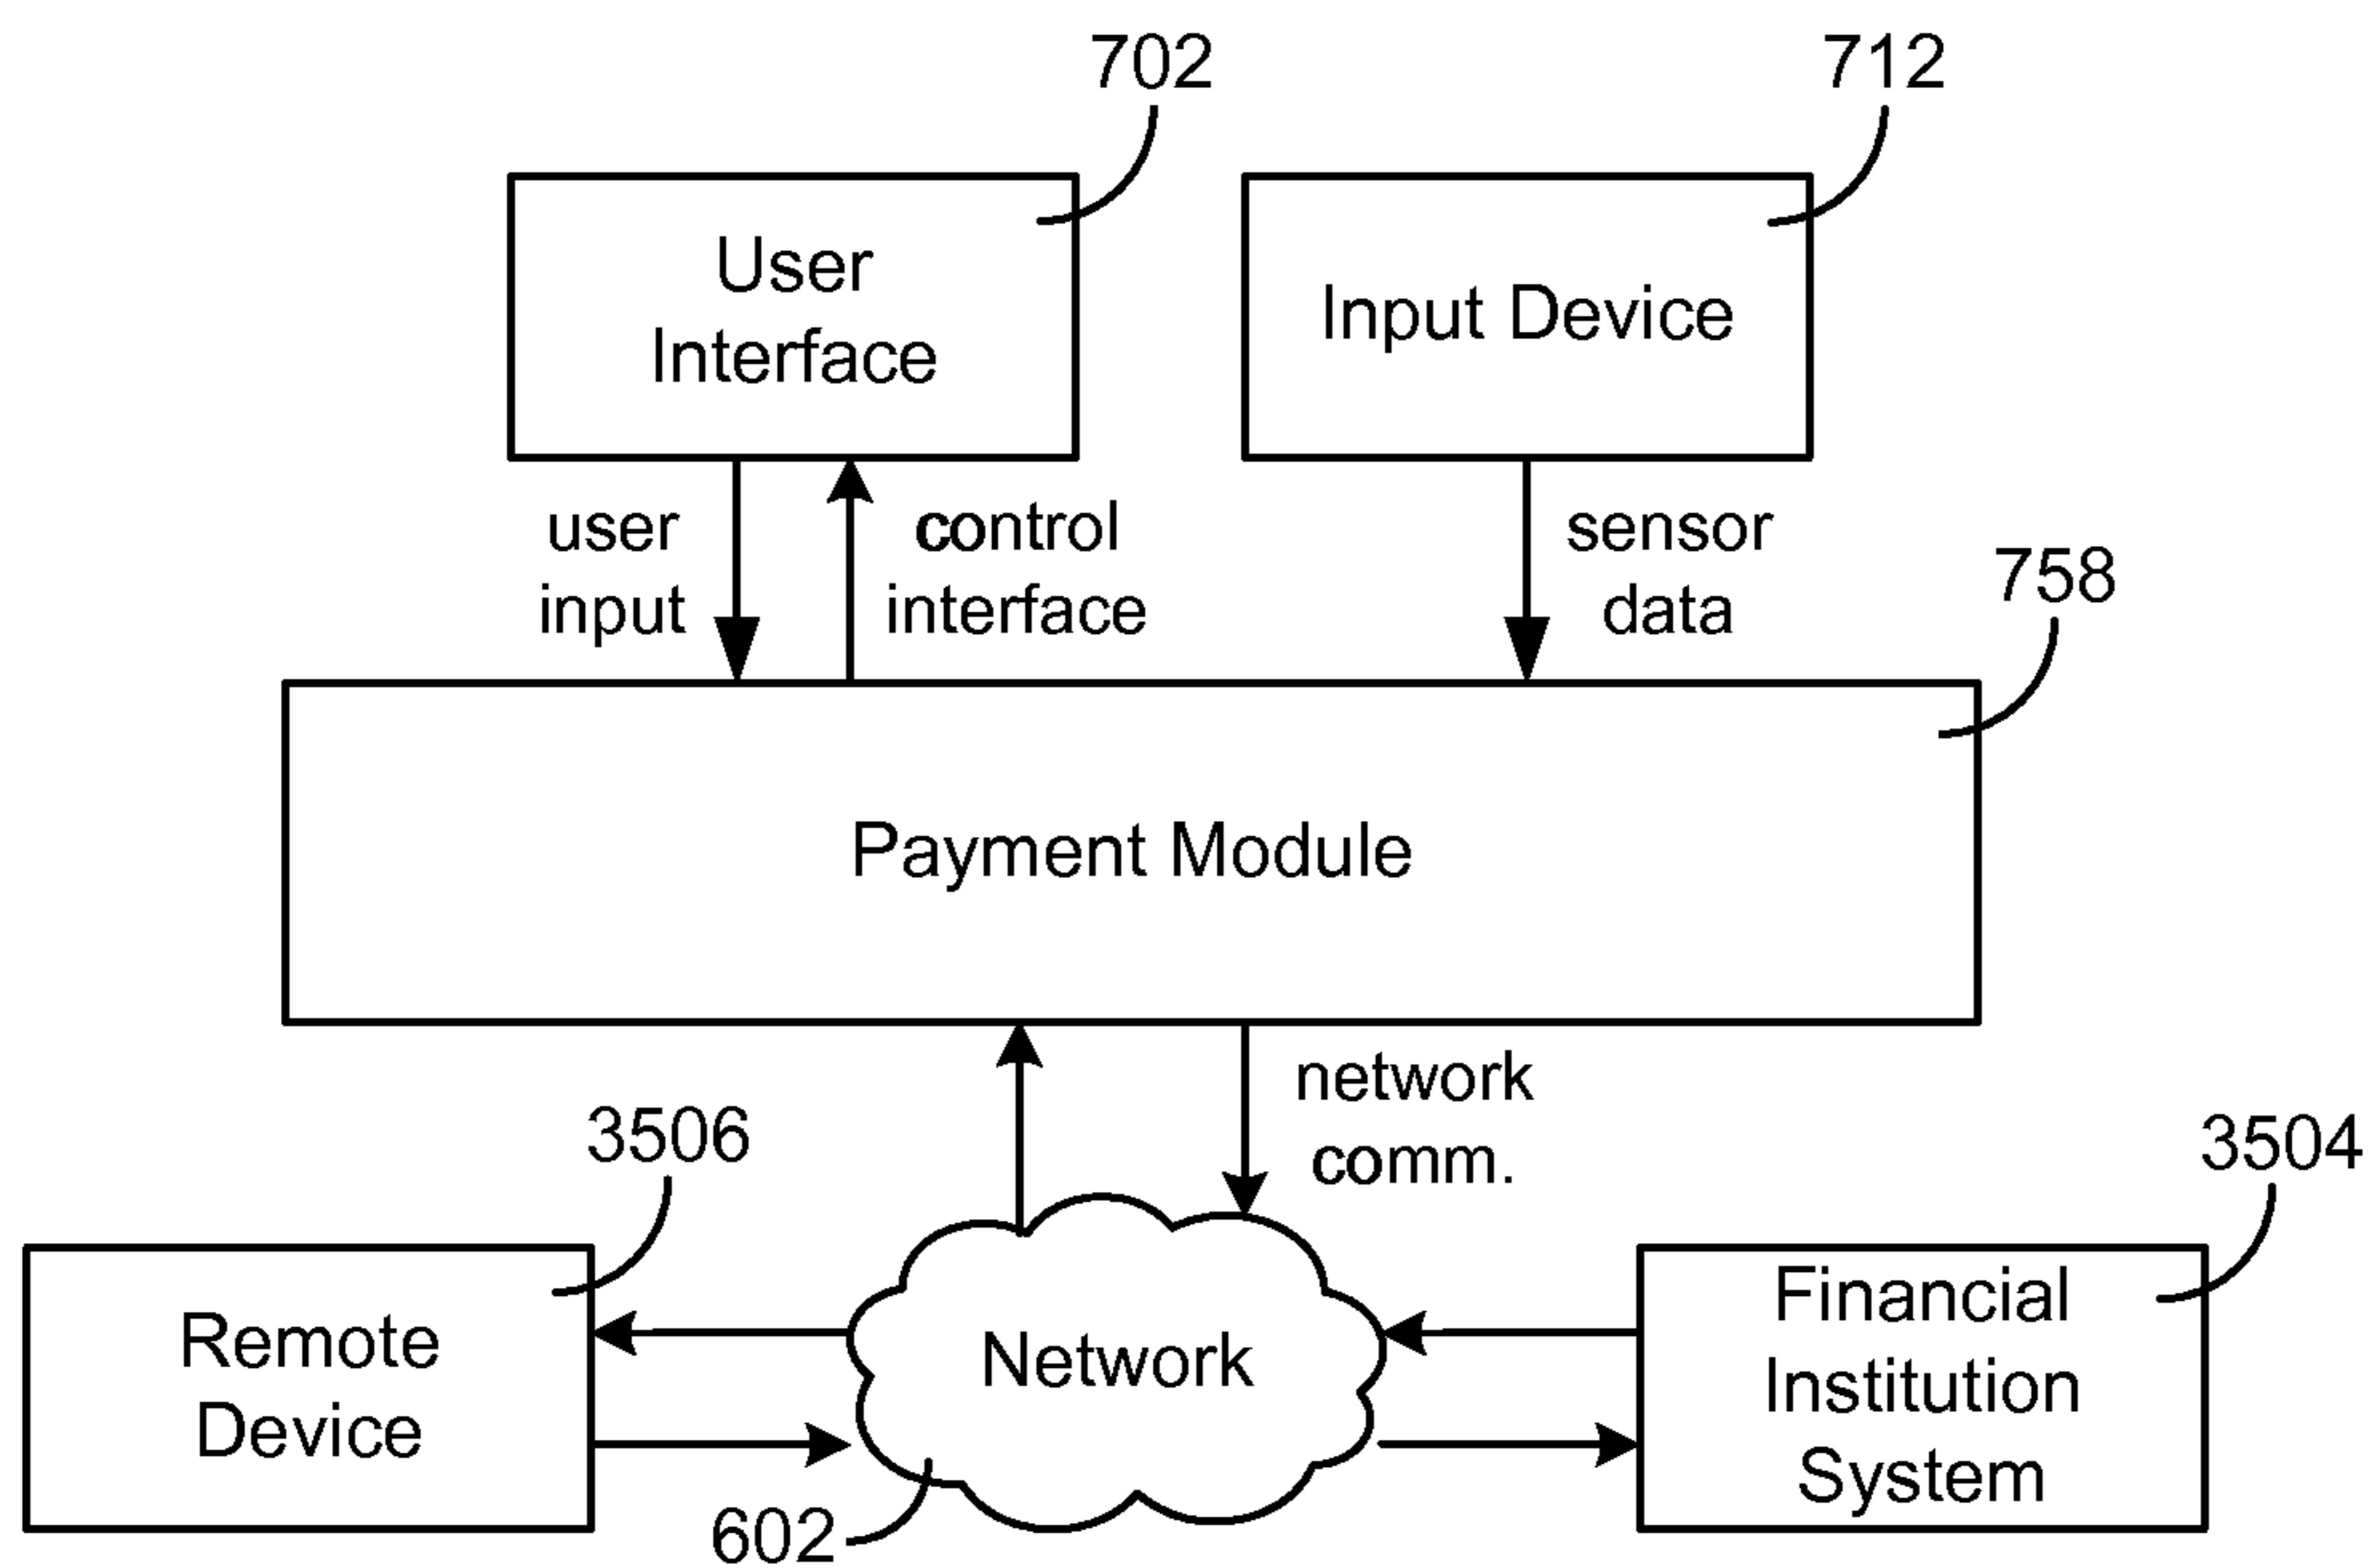 702
712
User
Interface
Input Device
user
input
control
interface
sensor
data
758
Payment Module
network
comm.
3506
3504
Remote
Device
Network
Financial
Institution
System
602